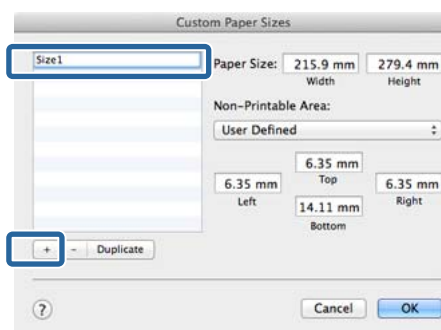 Custom Paper Sizes
Size1
Paper Size: 215.9 mm 279.4 mm
Width Height
Non-Printable Area:
User Defined
6.35 mm
Top
6.35 mm 6.35 mm
Left Right
14.11 mm
Bottom
+ - Duplicate
? Cancel OK